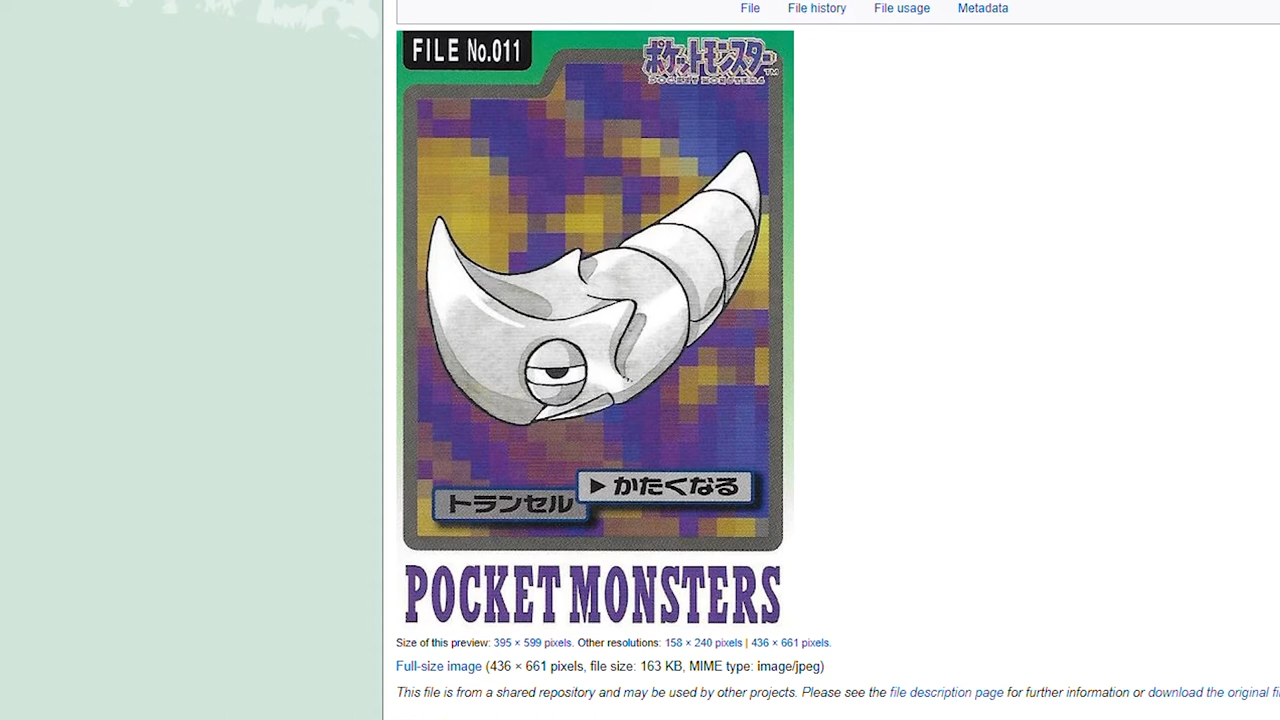 File File history File usage Metadata
FILE No.011
ポケットモンスター™
POCKET MONSTERS
▶かたくなる
トランセル
POCKET MONSTERS
Size of this preview: 395 × 599 pixels. Other resolutions: 158 × 240 pixels | 436 × 661 pixels.
Full-size image (436 × 661 pixels, file size: 163 KB, MIME type: image/jpeg)
This file is from a shared repository and may be used by other projects. Please see the file description page for further information or download the original